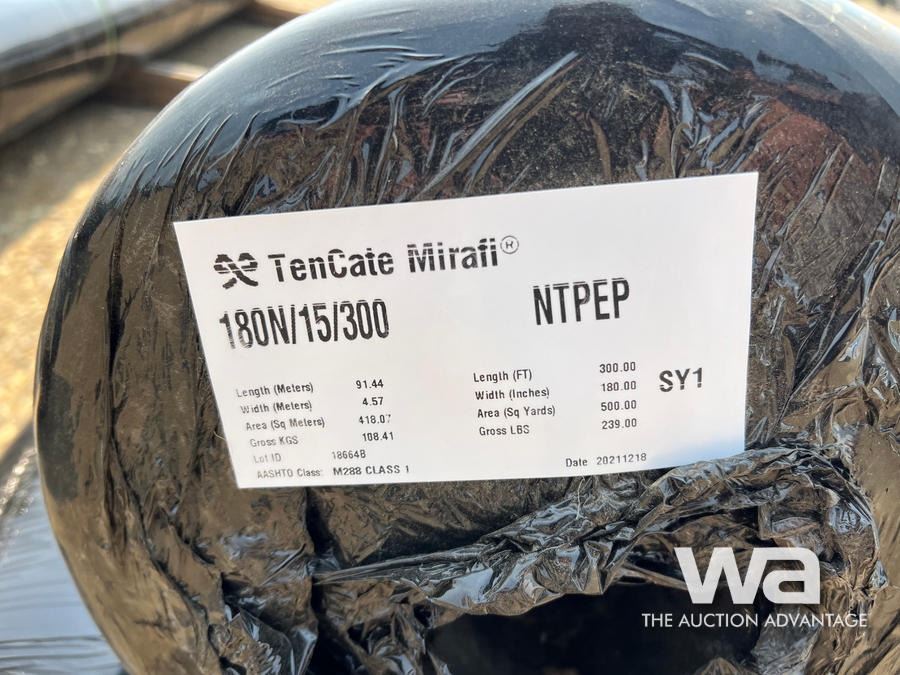 TenCate Mirafi®
180N/15/300
NTPEP
Length (Meters) 91.44
Width (Meters) 4.57
Area (Sq Meters) 418.07
Gross KGS 108.41
Lot ID 186648
AASHTO Class: M288 CLASS 1
Length (FT) 300.00
Width (Inches) 180.00
Area (Sq Yards) 500.00
Gross LBS 239.00
SY1
Date 20211218
wa
THE AUCTION ADVANTAGE